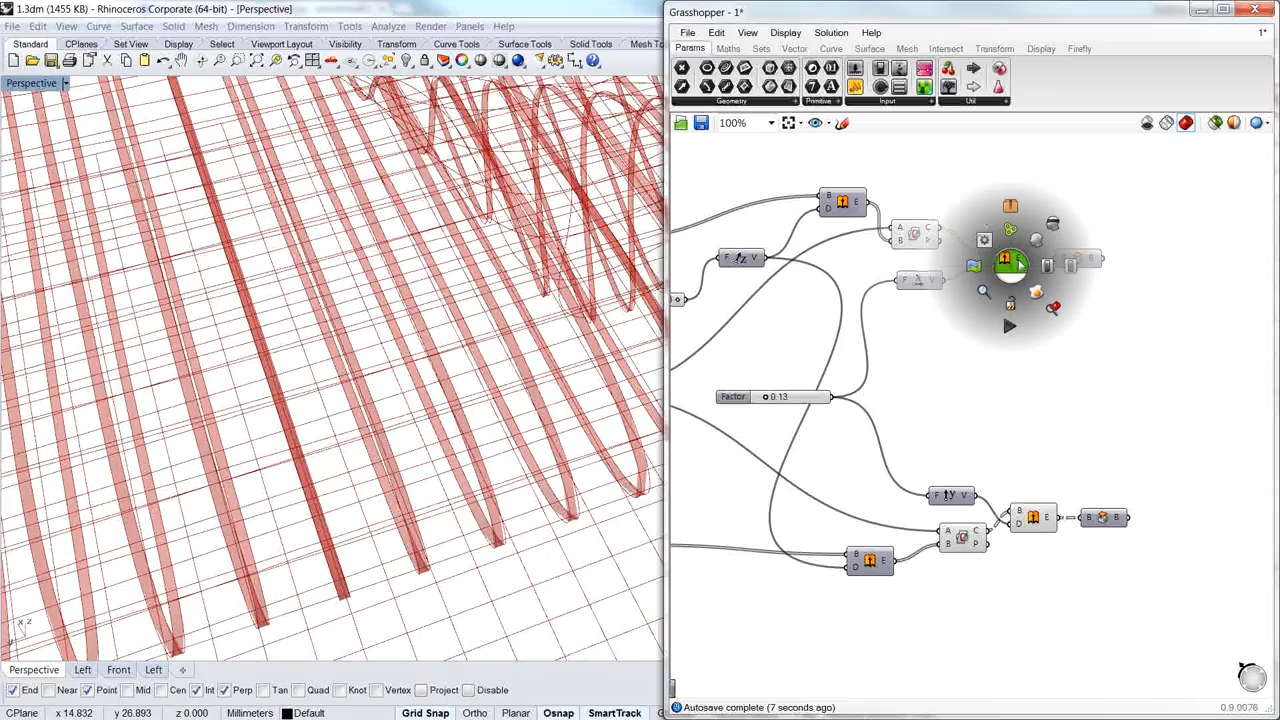 1.3dm (1455 KB) - Rhinoceros Corporate (64-bit) - [Perspective]
File Edit View Curve Surface Solid Mesh Dimension Transform Tools Analyze Render Panels Help
Standard CPlanes Set View Display Select Viewport Layout Visibility Transform Curve Tools Surface Tools Solid Tools Mesh To
Perspective
x z
Perspective Left Front Left
End Near Point Mid Cen Int Perp Tan Quad Knot Vertex Project Disable
CPlane x 14.832 y 26.893 z 0.000 Millimeters Default Grid Snap Ortho Planar Osnap SmartTrack
Grasshopper - 1*
File Edit View Display Solution Help 1*
Params Maths Sets Vector Curve Surface Mesh Intersect Transform Display Firefly
Geometry Primitive Input Util
100%
B D E
A B C P
F Z V
F X V
B
Factor 0.13
F Y V
B D E
B B
A B C P
B D E
Autosave complete (7 seconds ago) 0.9.0076